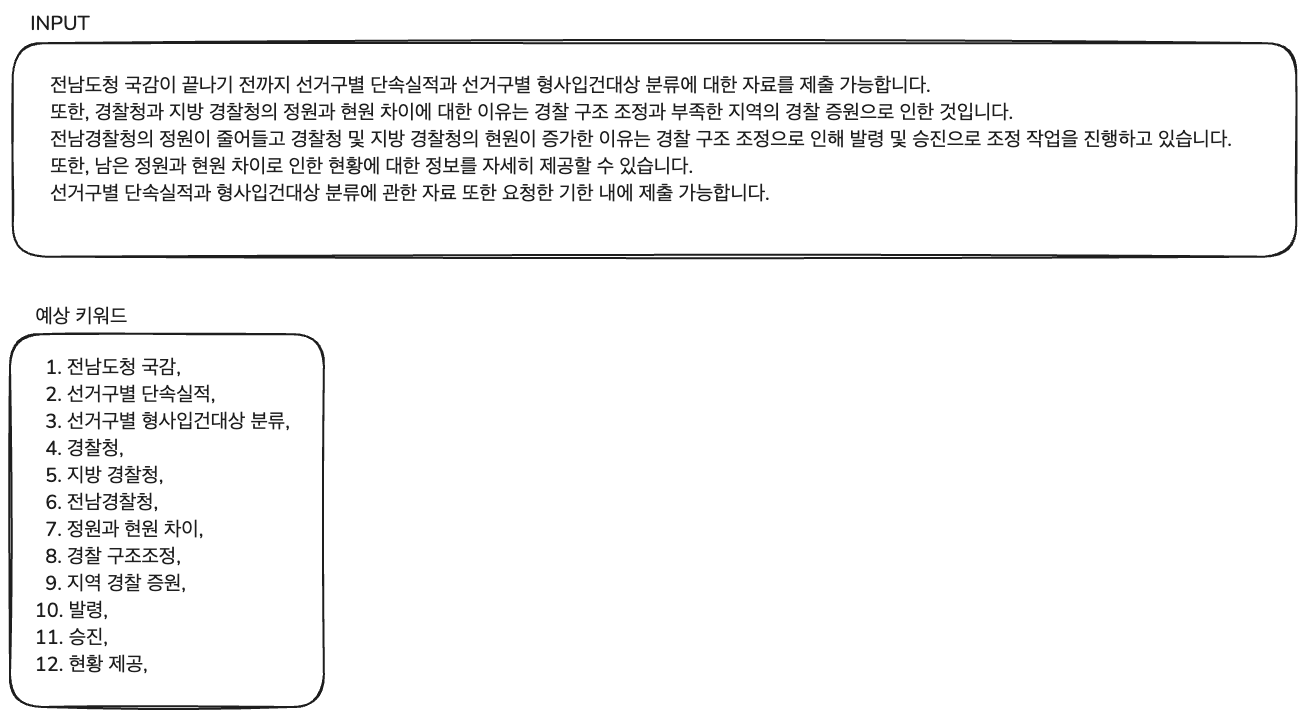 INPUT
전남도청 국감이 끝나기 전까지 선거구별 단속실적과 선거구별 형사입건대상 분류에 대한 자료를 제출 가능합니다.
또한, 경찰청과 지방 경찰청의 정원과 현원 차이에 대한 이유는 경찰 구조 조정과 부족한 지역의 경찰 증원으로 인한 것입니다.
전남경찰청의 정원이 줄어들고 경찰청 및 지방 경찰청의 현원이 증가한 이유는 경찰 구조 조정으로 인해 발령 및 승진으로 조정 작업을 진행하고 있습니다.
또한, 남은 정원과 현원 차이로 인한 현황에 대한 정보를 자세히 제공할 수 있습니다.
선거구별 단속실적과 형사입건대상 분류에 관한 자료 또한 요청한 기한 내에 제출 가능합니다.
예상 키워드
1. 전남도청 국감,
2. 선거구별 단속실적,
3. 선거구별 형사입건대상 분류,
4. 경찰청,
5. 지방 경찰청,
6. 전남경찰청,
7. 정원과 현원 차이,
8. 경찰 구조조정,
9. 지역 경찰 증원,
10. 발령,
11. 승진,
12. 현황 제공,